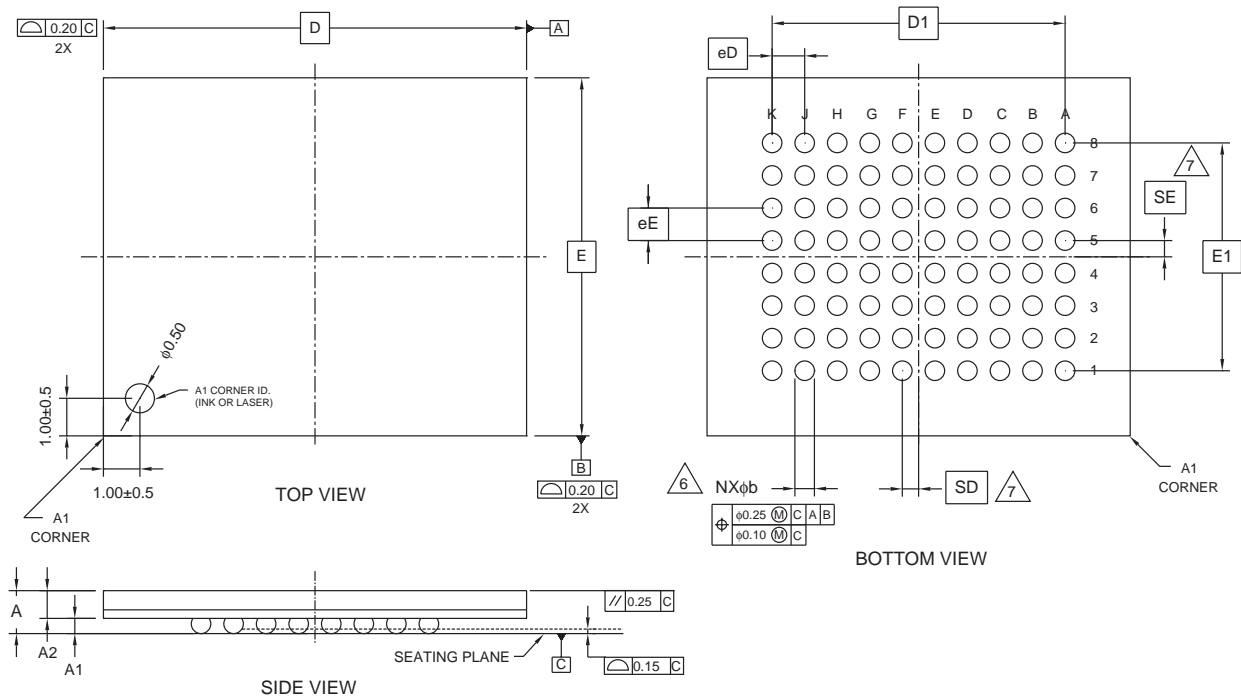 ⌓ 0.20 C
2X
D
A
E
φ0.50
A1 CORNER ID.
(INK OR LASER)
1.00±0.5
1.00±0.5
A1
CORNER
TOP VIEW
B
⌓ 0.20 C
2X
D1
eD
K J H G F E D C B A
8
7
6
5
4
3
2
1
7
SE
eE
E1
6
NXφb
SD
7
⌖ φ0.25 Ⓜ C A B
φ0.10 Ⓜ C
A1
CORNER
BOTTOM VIEW
A
A2
A1
// 0.25 C
SEATING PLANE
C
⌓ 0.15 C
SIDE VIEW